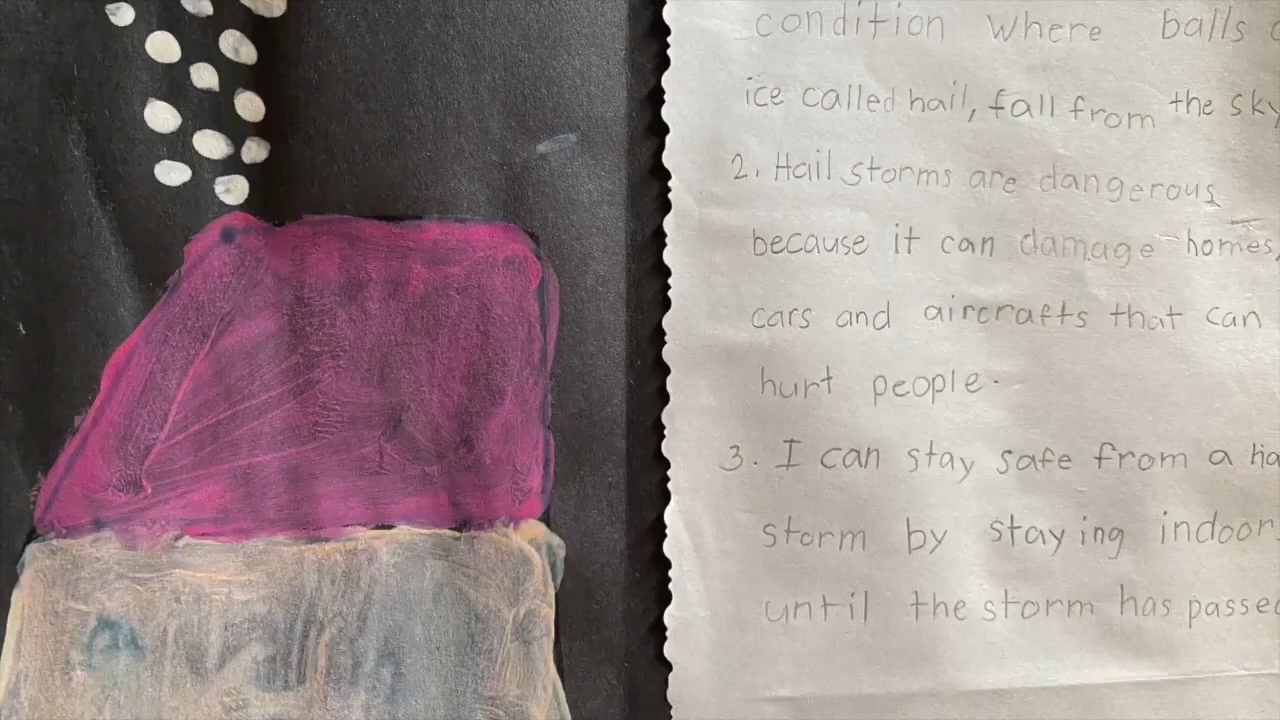 condition where balls
ice called hail, fall from the sky
2. Hail storms are dangerous
because it can damage homes,
cars and aircrafts that can
hurt people.
3. I can stay safe from a
storm by staying indoor
until the storm has passed